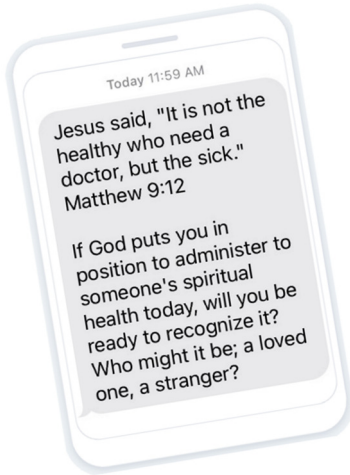 Today 11:59 AM
Jesus said, "It is not the
healthy who need a
doctor, but the sick."
Matthew 9:12
If God puts you in
position to administer to
someone's spiritual
health today, will you be
ready to recognize it?
Who might it be; a loved
one, a stranger?